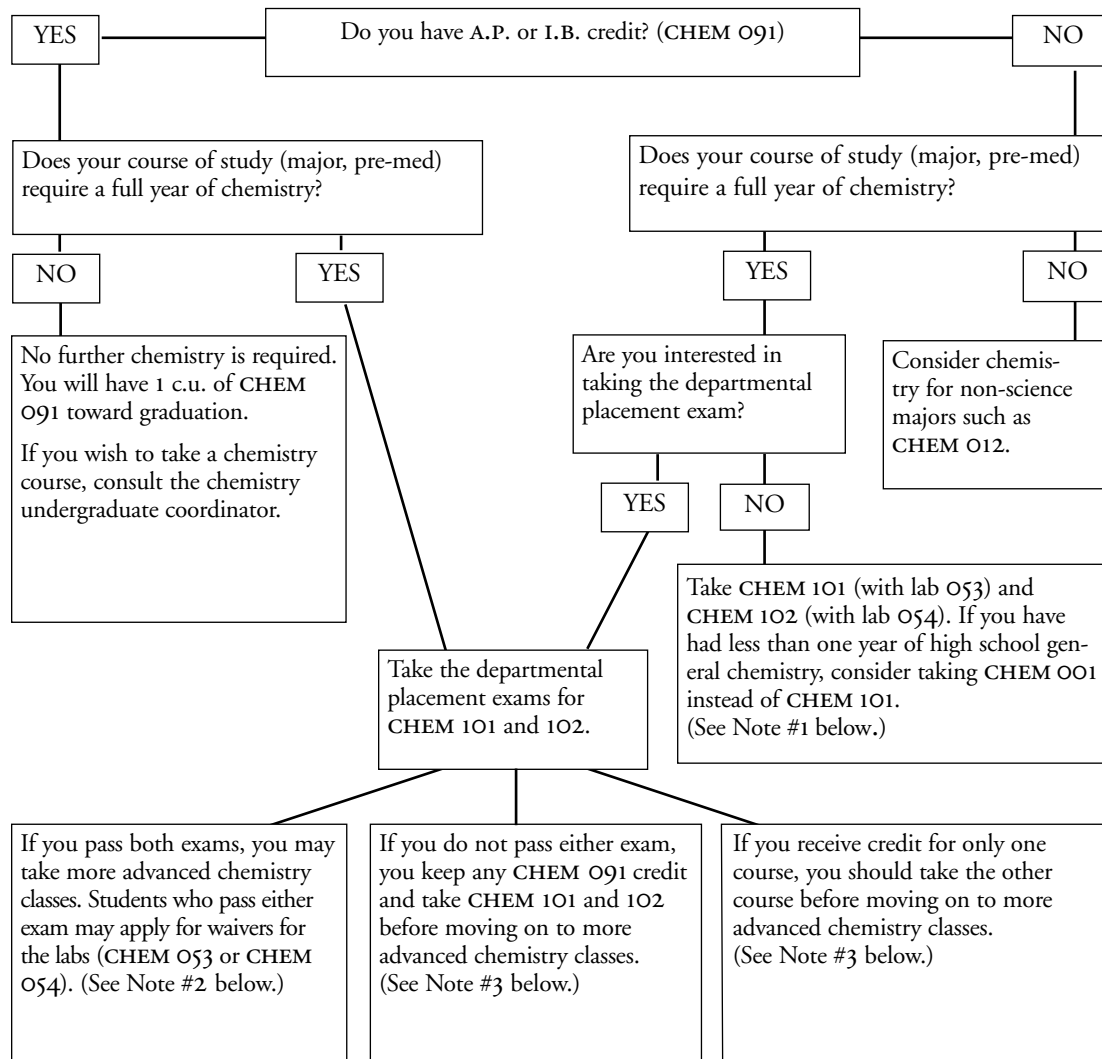 YES
Do you have A.P. or I.B. credit? (CHEM 091)
NO
Does your course of study (major, pre-med)
require a full year of chemistry?
Does your course of study (major, pre-med)
require a full year of chemistry?
NO
YES
YES
NO
No further chemistry is required.
You will have 1 c.u. of CHEM
091 toward graduation.
If you wish to take a chemistry
course, consult the chemistry
undergraduate coordinator.
Are you interested in
taking the departmental
placement exam?
Consider chemis-
try for non-science
majors such as
CHEM 012.
YES
NO
Take CHEM 101 (with lab 053) and
CHEM 102 (with lab 054). If you have
had less than one year of high school gen-
eral chemistry, consider taking CHEM 001
instead of CHEM 101.
(See Note #1 below.)
Take the departmental
placement exams for
CHEM 101 and 102.
If you pass both exams, you may
take more advanced chemistry
classes. Students who pass either
exam may apply for waivers for
the labs (CHEM 053 or CHEM
054). (See Note #2 below.)
If you do not pass either exam,
you keep any CHEM 091 credit
and take CHEM 101 and 102
before moving on to more
advanced chemistry classes.
(See Note #3 below.)
If you receive credit for only one
course, you should take the other
course before moving on to more
advanced chemistry classes.
(See Note #3 below.)